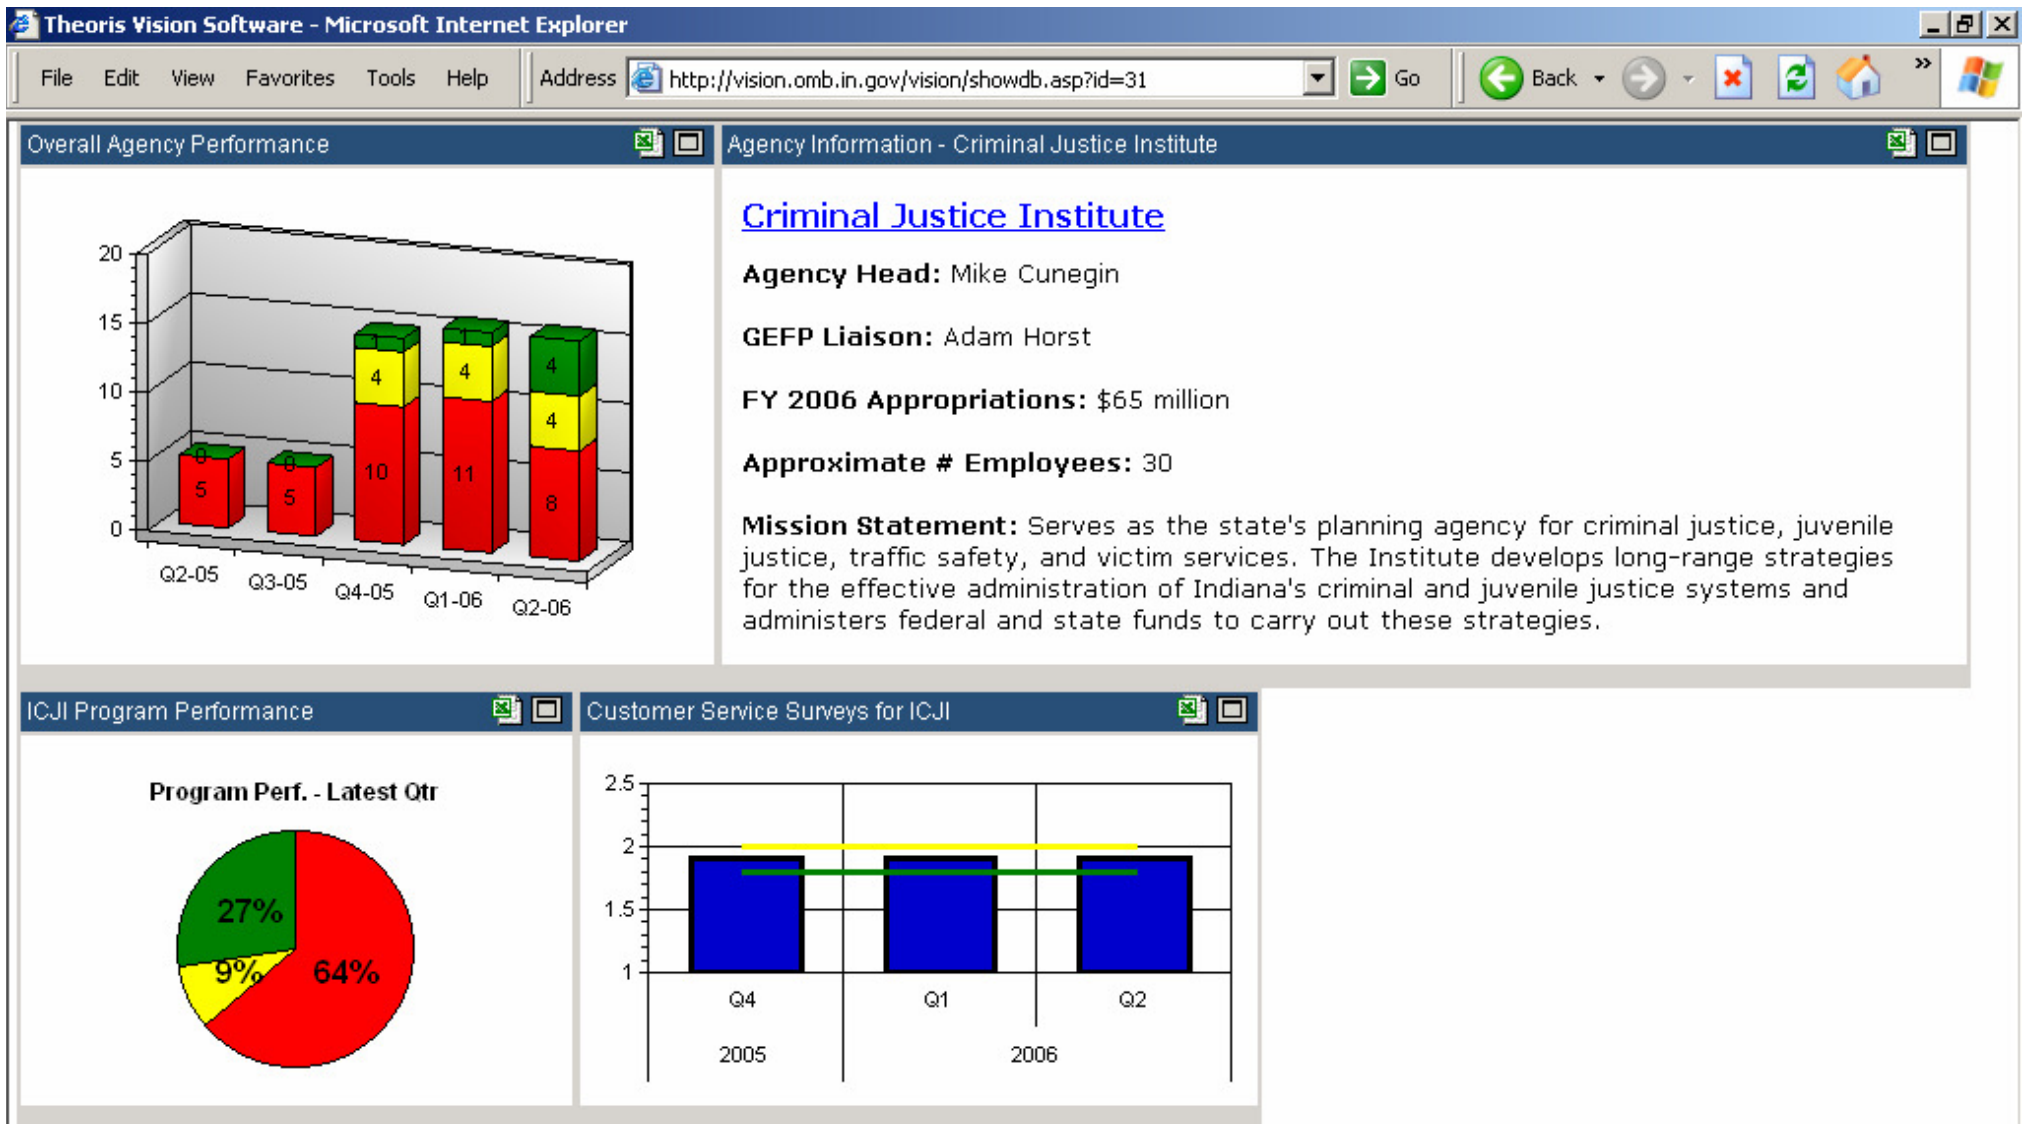 Theoris Vision Software - Microsoft Internet Explorer
File Edit View Favorites Tools Help Address http://vision.omb.in.gov/vision/showdb.asp?id=31 Go Back »
Overall Agency Performance
20
15
10
5
0
0 5
0 5
1 4 10
1 4 11
4 4 8
Q2-05 Q3-05 Q4-05 Q1-06 Q2-06
Agency Information - Criminal Justice Institute
Criminal Justice Institute
Agency Head: Mike Cunegin
GEFP Liaison: Adam Horst
FY 2006 Appropriations: $65 million
Approximate # Employees: 30
Mission Statement: Serves as the state's planning agency for criminal justice, juvenile
justice, traffic safety, and victim services. The Institute develops long-range strategies
for the effective administration of Indiana's criminal and juvenile justice systems and
administers federal and state funds to carry out these strategies.
ICJI Program Performance
Program Perf. - Latest Qtr
27%
9% 64%
Customer Service Surveys for ICJI
2.5
2
1.5
1
Q4 Q1 Q2
2005 2006